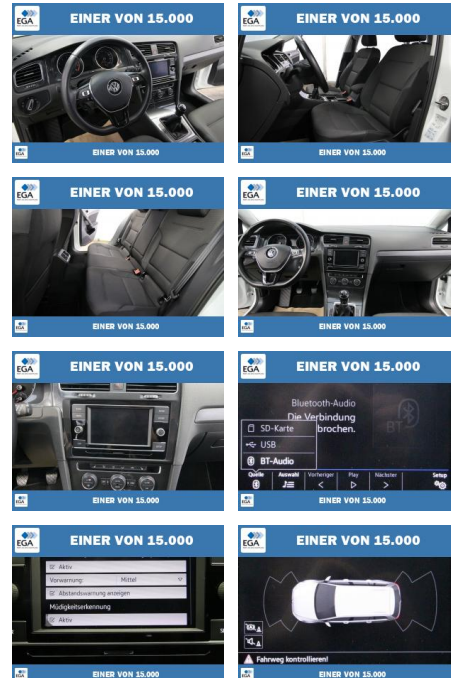 EGA
EINER VON 15.000
EGA
EINER VON 15.000
EINER VON 15.000
EINER VON 15.000
EGA
EINER VON 15.000
EGA
EINER VON 15.000
EINER VON 15.000
EINER VON 15.000
EGA
EINER VON 15.000
EGA
EINER VON 15.000
Bluetooth-Audio
Die Verbindung
brochen.
SD-Karte
USB
BT-Audio
BT
Quelle
Auswahl
Vorheriger
Play
Nächster
Setup
EINER VON 15.000
EINER VON 15.000
EGA
EINER VON 15.000
EGA
EINER VON 15.000
Aktiv
Vorwarnung:
Mittel
Abstandswarnung anzeigen
Müdigkeitserkennung
Aktiv
Fahrweg kontrollieren!
EINER VON 15.000
EINER VON 15.000